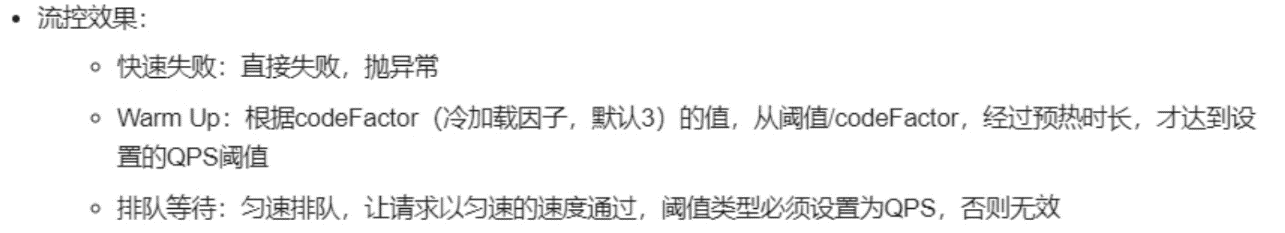 • 流控效果：
◦ 快速失败：直接失败，抛异常
◦ Warm Up：根据codeFactor（冷加载因子，默认3）的值，从阈值/codeFactor，经过预热时长，才达到设
置的QPS阈值
◦ 排队等待：匀速排队，让请求以匀速的速度通过，阈值类型必须设置为QPS，否则无效